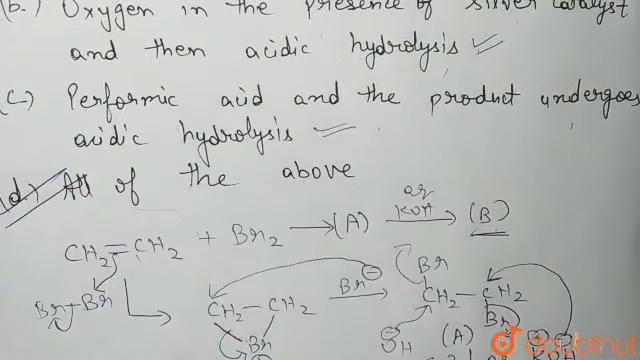 (b.) Oxygen in the presence of silver catalyst
and then acidic hydrolysis
(c) Performic acid and the product undergoes
acidic hydrolysis
(d) All of the above
CH2=CH2 + Br2 → (A) aq KOH → (B)
Br-Br
CH2-CH2
Br
Br⊖ →
Br
CH2-CH2
Br
⊖OH
(A)
doubtnut